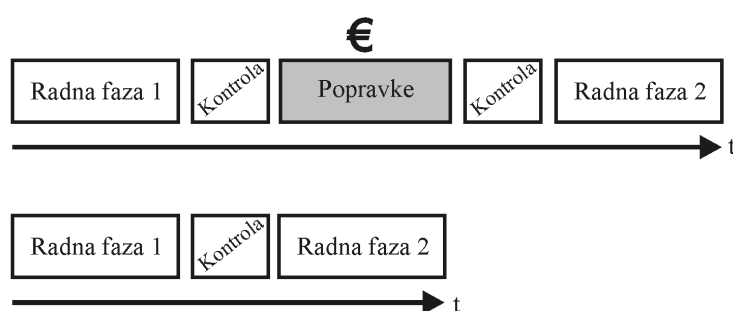 €
Radna faza 1 Kontrola Popravke Kontrola Radna faza 2
t
Radna faza 1 Kontrola Radna faza 2
t